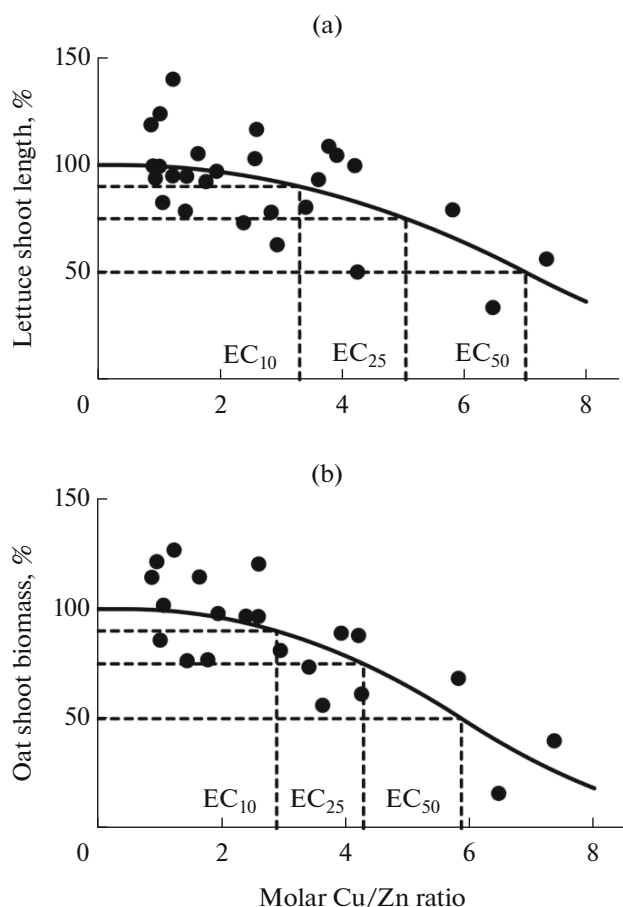 (a)
150
100
50
Lettuce shoot length, %
EC10
EC25
EC50
0 2 4 6 8
(b)
150
100
50
Oat shoot biomass, %
EC10
EC25
EC50
0 2 4 6 8
Molar Cu/Zn ratio